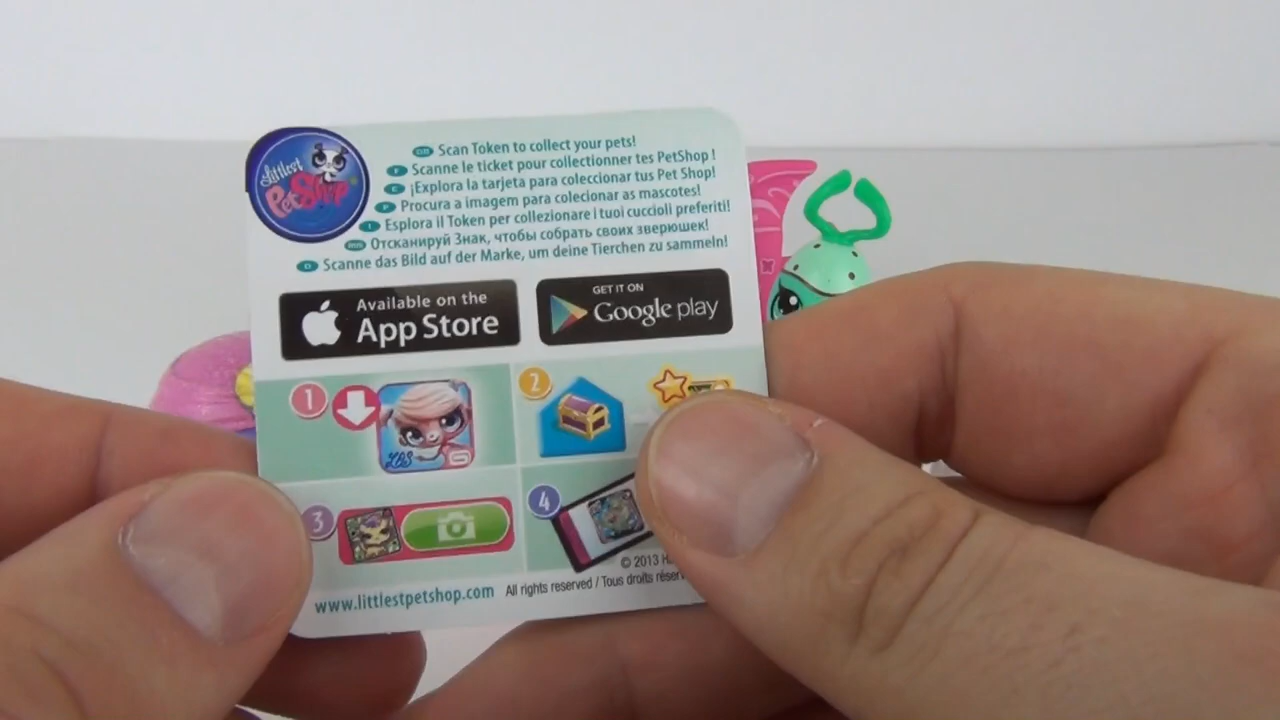 Littlest
PetShop
GB Scan Token to collect your pets!
F Scanne le ticket pour collectionner tes PetShop !
E ¡Explora la tarjeta para coleccionar tus Pet Shop!
P Procura a imagem para colecionar as mascotes!
I Esplora il Token per collezionare i tuoi cuccioli preferiti!
Отсканируй Знак, чтобы собрать своих зверюшек!
D Scanne das Bild auf der Marke, um deine Tierchen zu sammeln!
Available on the
App Store
GET IT ON
Google play
1
2
LBS
3
4
© 2013
www.littlestpetshop.com All rights reserved / Tous droits